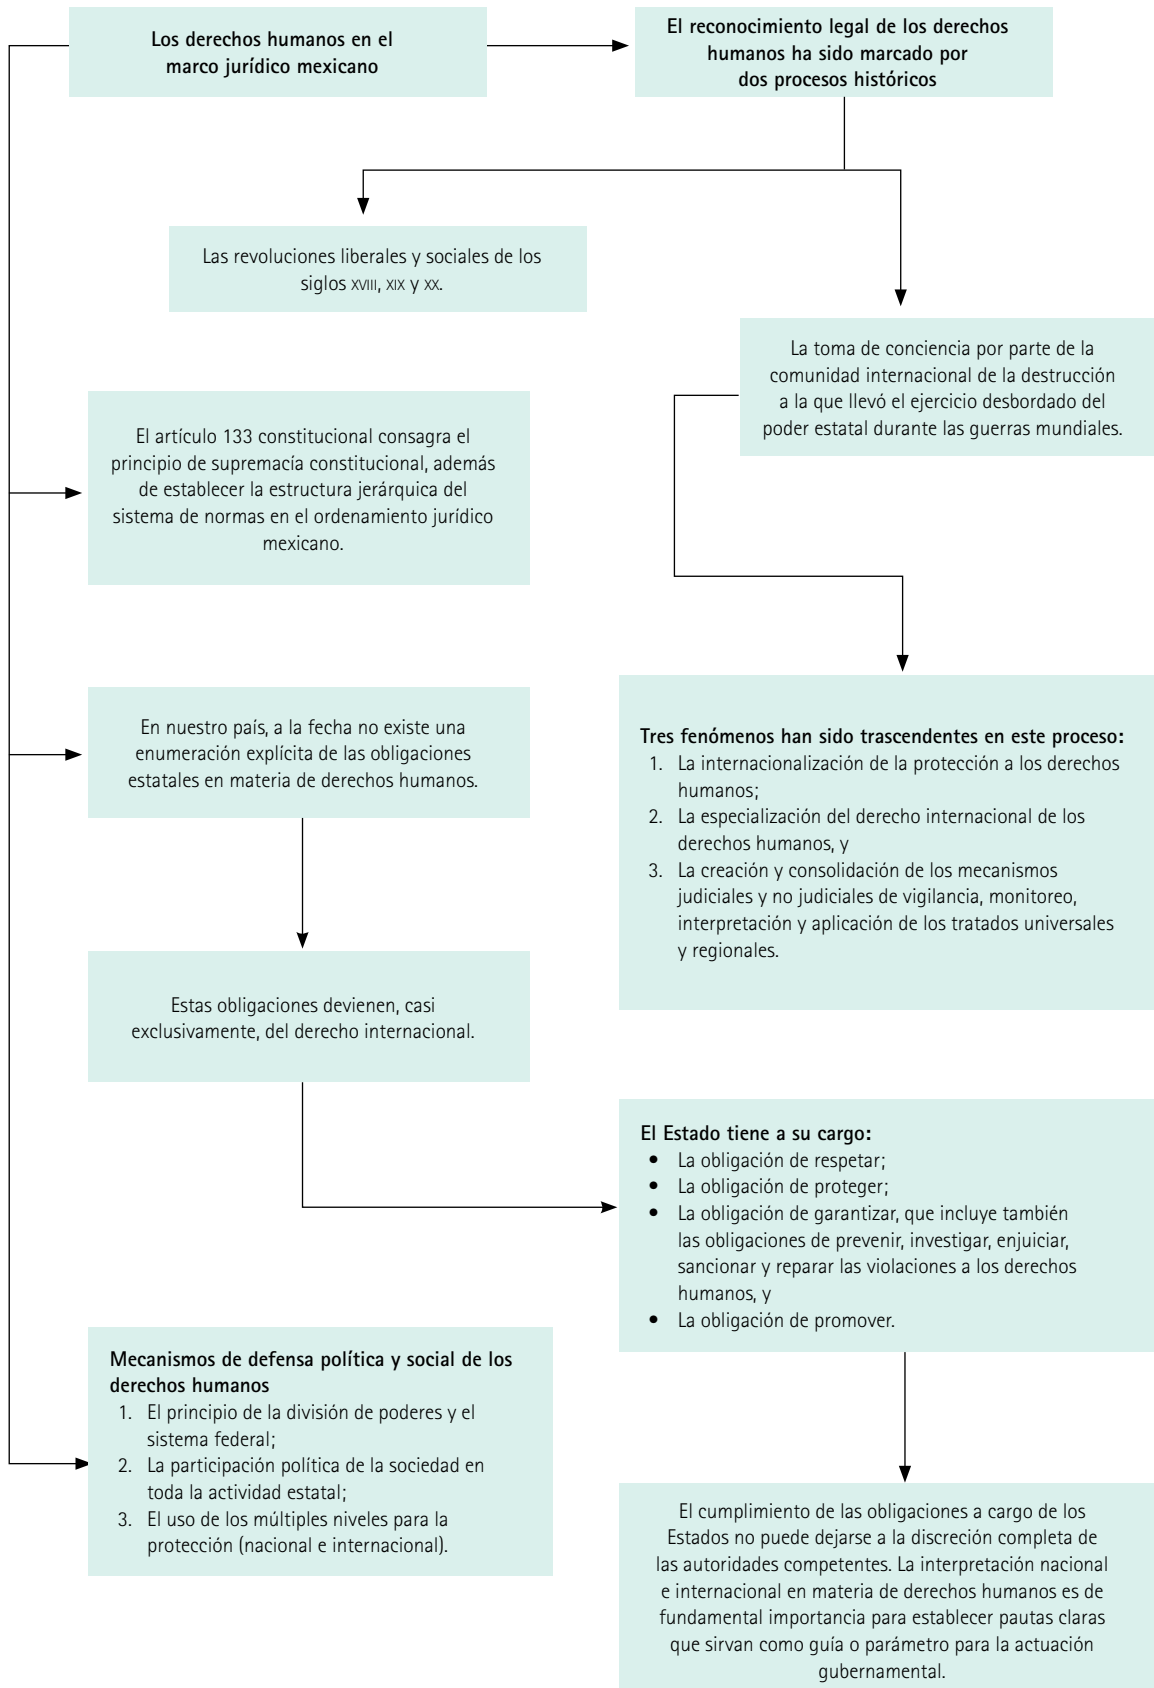 Los derechos humanos en el
marco jurídico mexicano
El reconocimiento legal de los derechos
humanos ha sido marcado por
dos procesos históricos
Las revoluciones liberales y sociales de los
siglos XVIII, XIX y XX.
La toma de conciencia por parte de la
comunidad internacional de la destrucción
a la que llevó el ejercicio desbordado del
poder estatal durante las guerras mundiales.
El artículo 133 constitucional consagra el
principio de supremacía constitucional, además
de establecer la estructura jerárquica del
sistema de normas en el ordenamiento jurídico
mexicano.
En nuestro país, a la fecha no existe una
enumeración explícita de las obligaciones
estatales en materia de derechos humanos.
Tres fenómenos han sido trascendentes en este proceso:
1. La internacionalización de la protección a los derechos
humanos;
2. La especialización del derecho internacional de los
derechos humanos, y
3. La creación y consolidación de los mecanismos
judiciales y no judiciales de vigilancia, monitoreo,
interpretación y aplicación de los tratados universales
y regionales.
Estas obligaciones devienen, casi
exclusivamente, del derecho internacional.
El Estado tiene a su cargo:
• La obligación de respetar;
• La obligación de proteger;
• La obligación de garantizar, que incluye también
las obligaciones de prevenir, investigar, enjuiciar,
sancionar y reparar las violaciones a los derechos
humanos, y
• La obligación de promover.
Mecanismos de defensa política y social de los
derechos humanos
1. El principio de la división de poderes y el
sistema federal;
2. La participación política de la sociedad en
toda la actividad estatal;
3. El uso de los múltiples niveles para la
protección (nacional e internacional).
El cumplimiento de las obligaciones a cargo de los
Estados no puede dejarse a la discreción completa de
las autoridades competentes. La interpretación nacional
e internacional en materia de derechos humanos es de
fundamental importancia para establecer pautas claras
que sirvan como guía o parámetro para la actuación
gubernamental.